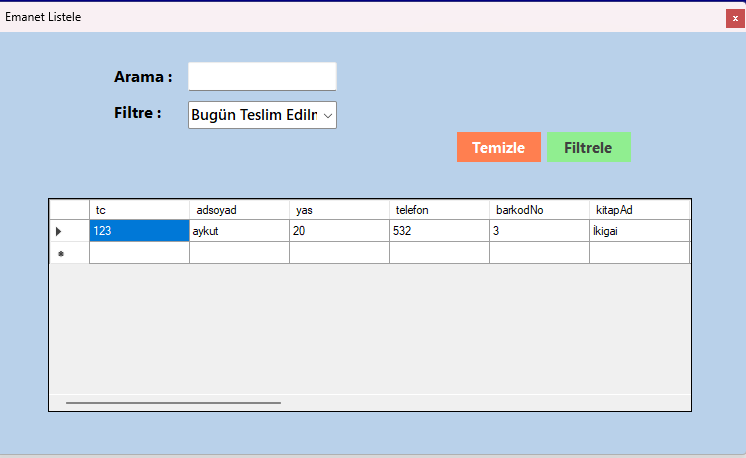 Emanet Listele
x
Arama :
Filtre : Bugün Teslim Ediln
Temizle Filtrele
tc adsoyad yas telefon barkodNo kitapAd
123 aykut 20 532 3 İkigai